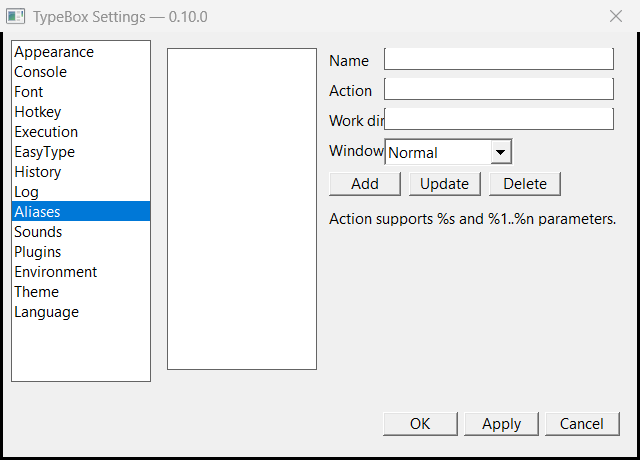 TypeBox Settings — 0.10.0
Appearance
Console
Font
Hotkey
Execution
EasyType
History
Log
Aliases
Sounds
Plugins
Environment
Theme
Language
Name
Action
Work dir
Window
Normal
Add
Update
Delete
Action supports %s and %1..%n parameters.
OK
Apply
Cancel